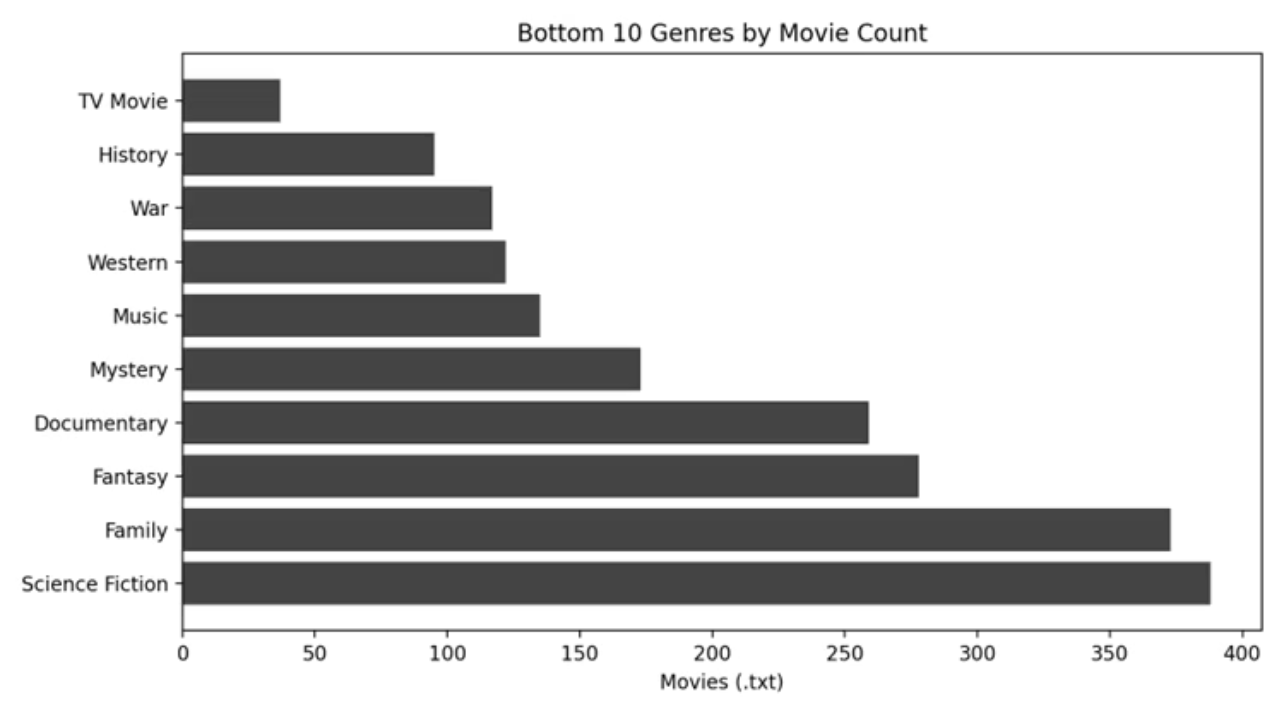 Bottom 10 Genres by Movie Count
TV Movie
History
War
Western
Music
Mystery
Documentary
Fantasy
Family
Science Fiction
0 50 100 150 200 250 300 350 400
Movies (.txt)